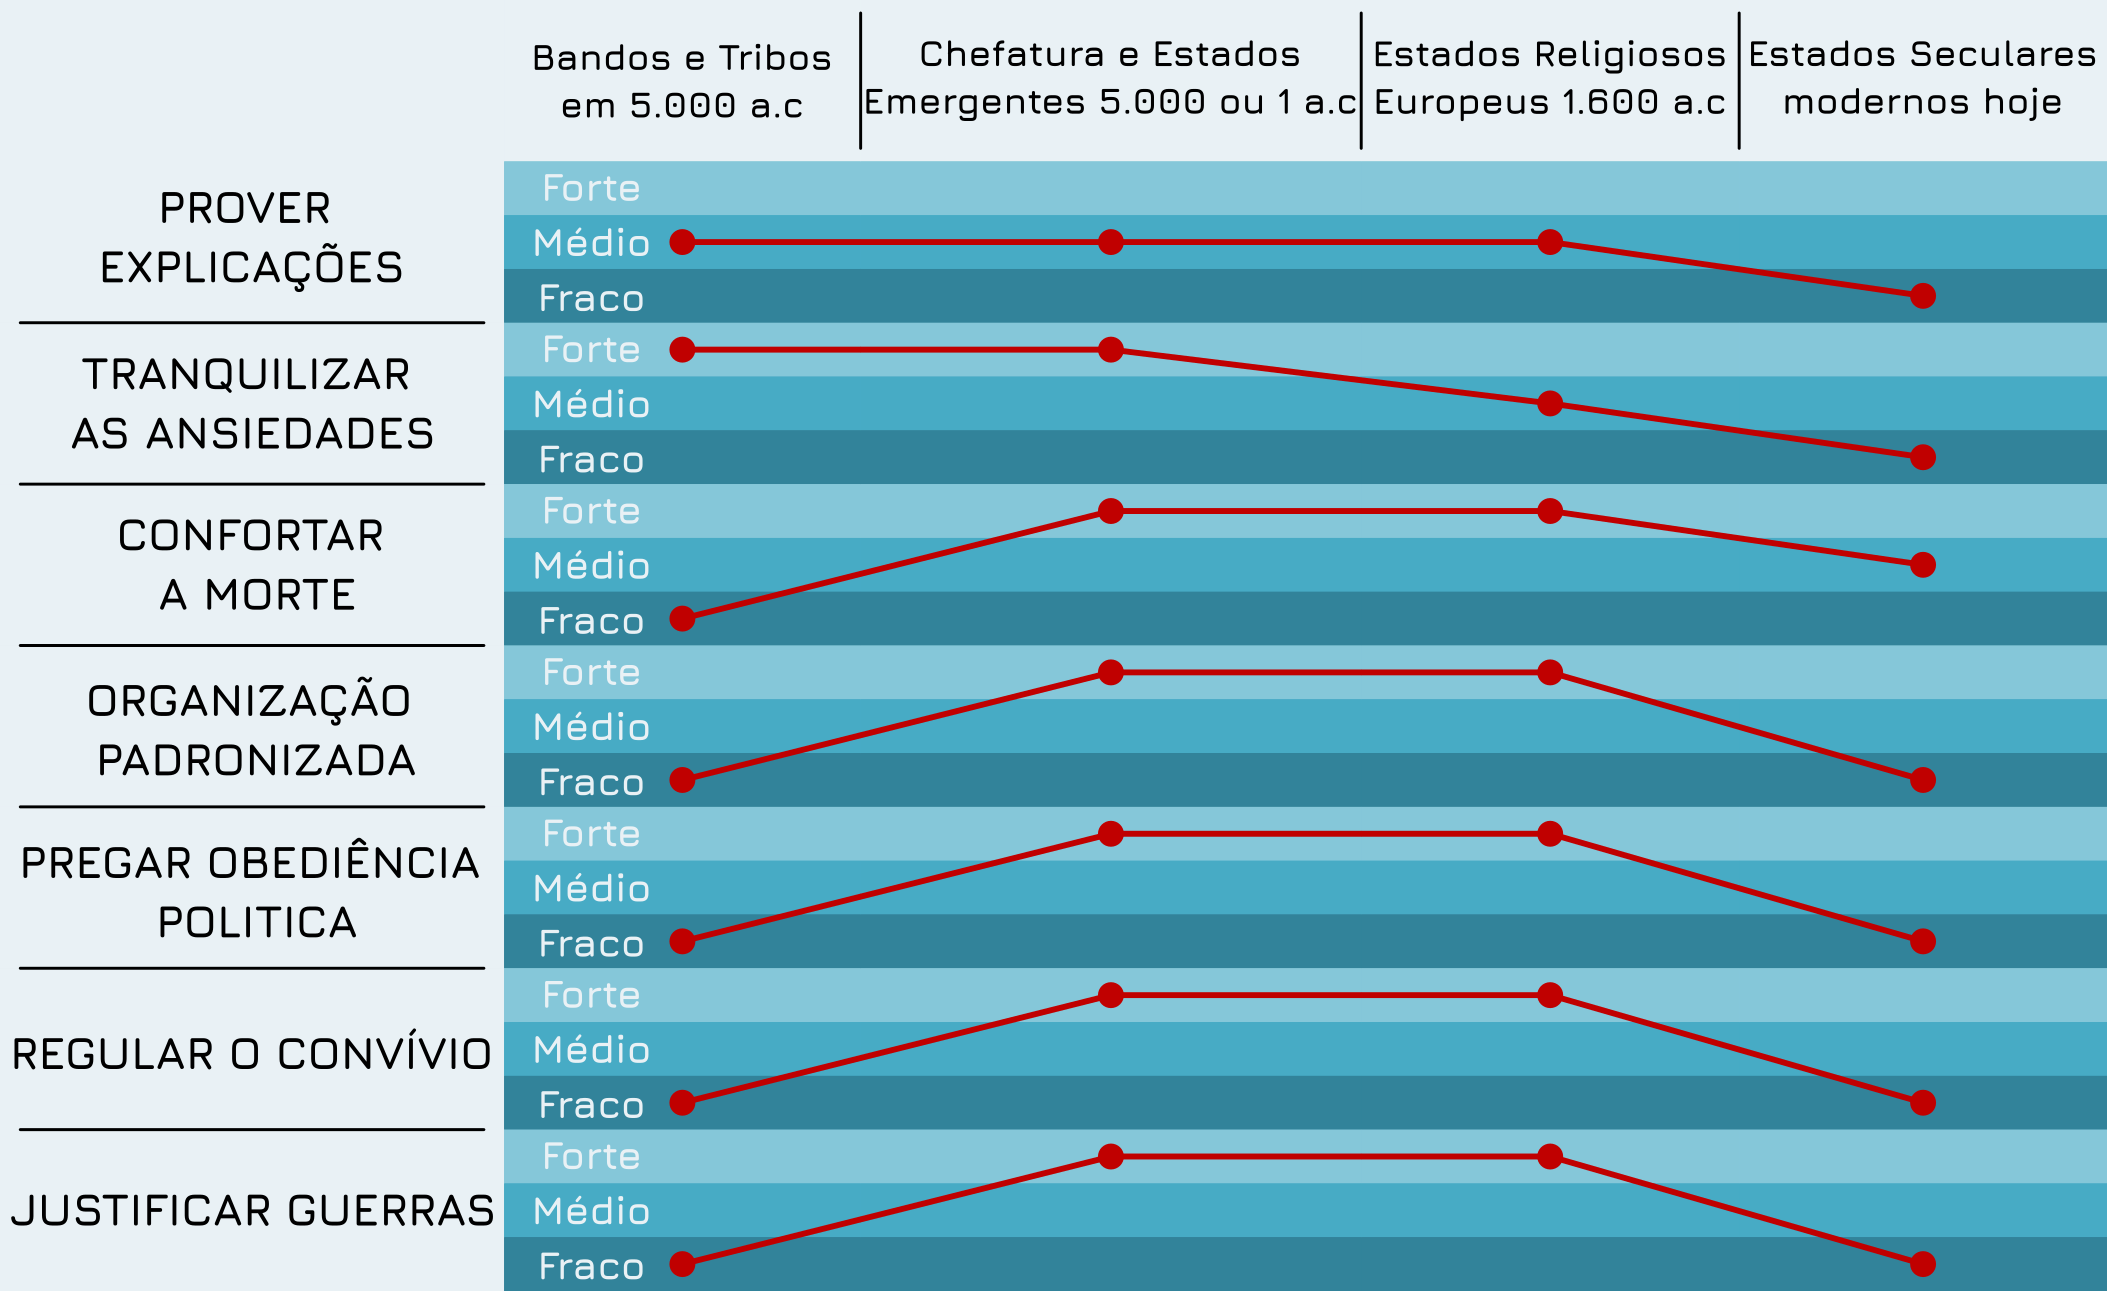 Bandos e Tribos
em 5.000 a.c
Chefatura e Estados
Emergentes 5.000 ou 1 a.c
Estados Religiosos
Europeus 1.600 a.c
Estados Seculares
modernos hoje
PROVER
EXPLICAÇÕES
Forte
Médio
Fraco
TRANQUILIZAR
AS ANSIEDADES
Forte
Médio
Fraco
CONFORTAR
A MORTE
Forte
Médio
Fraco
ORGANIZAÇÃO
PADRONIZADA
Forte
Médio
Fraco
PREGAR OBEDIÊNCIA
POLITICA
Forte
Médio
Fraco
REGULAR O CONVÍVIO
Forte
Médio
Fraco
JUSTIFICAR GUERRAS
Forte
Médio
Fraco